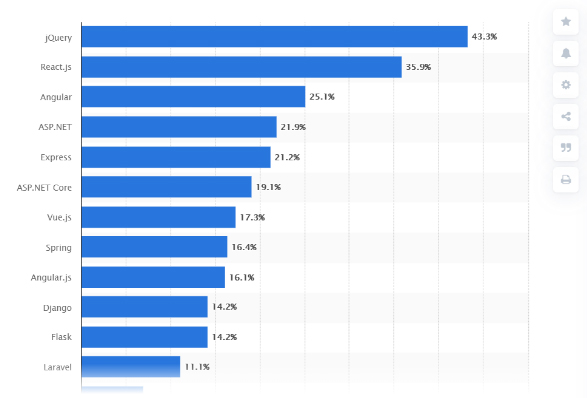 jQuery 43.3%
React.js 35.9%
Angular 25.1%
ASP.NET 21.9%
Express 21.2%
ASP.NET Core 19.1%
Vue.js 17.3%
Spring 16.4%
Angular.js 16.1%
Django 14.2%
Flask 14.2%
Laravel 11.1%